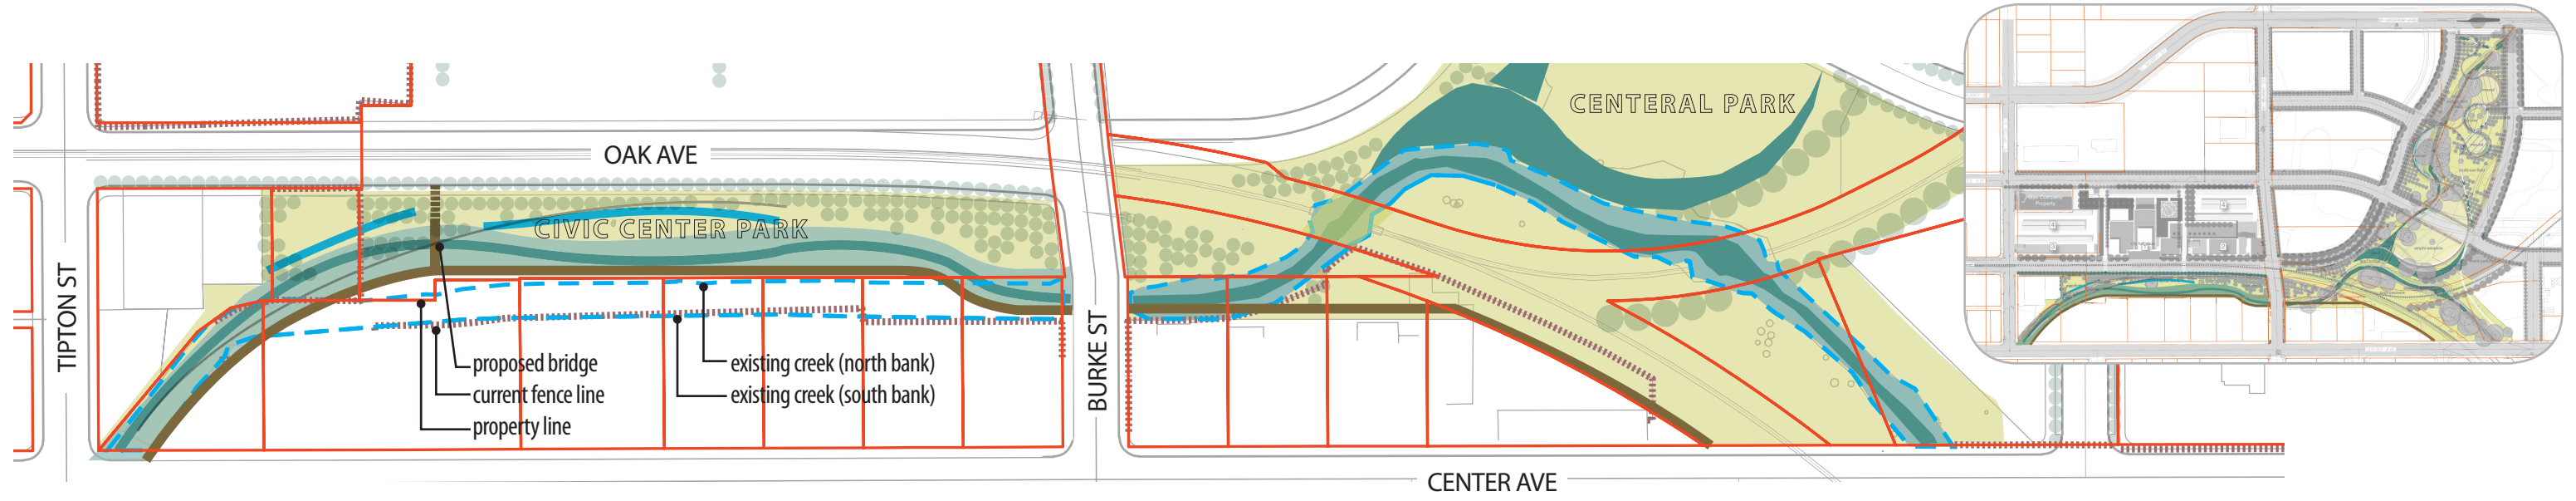 CENTERAL PARK
OAK AVE
CIVIC CENTER PARK
TIPTON ST
BURKE ST
proposed bridge
current fence line
property line
existing creek (north bank)
existing creek (south bank)
CENTER AVE